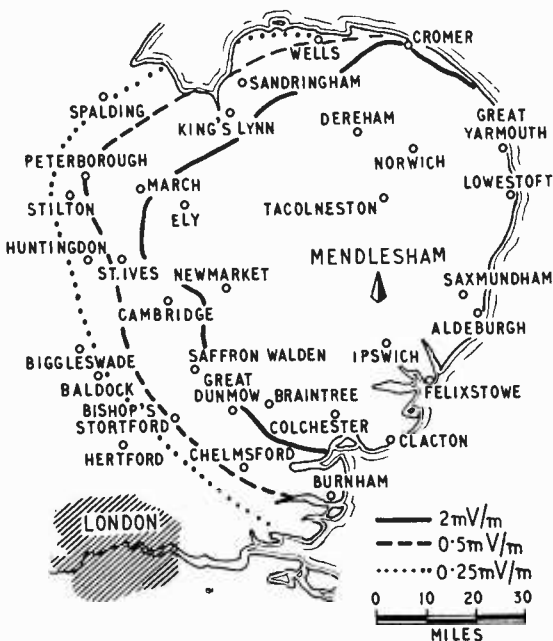 CROMER
WELLS
SANDRINGHAM
SPALDING
KING'S LYNN
DEREHAM
GREAT
YARMOUTH
PETERBOROUGH
NORWICH
MARCH
LOWESTOFT
STILTON
ELY
TACOLNESTON
HUNTINGDON
MENDLESHAM
ST.IVES
NEWMARKET
SAXMUNDHAM
CAMBRIDGE
ALDEBURGH
BIGGLESWADE
SAFFRON WALDEN
IPSWICH
BALDOCK
GREAT
DUNMOW
BRAINTREE
FELIXSTOWE
BISHOP'S
STORTFORD
COLCHESTER
HERTFORD
CHELMSFORD
CLACTON
BURNHAM
LONDON
2mV/m
0·5mV/m
0·25mV/m
0 10 20 30
MILES